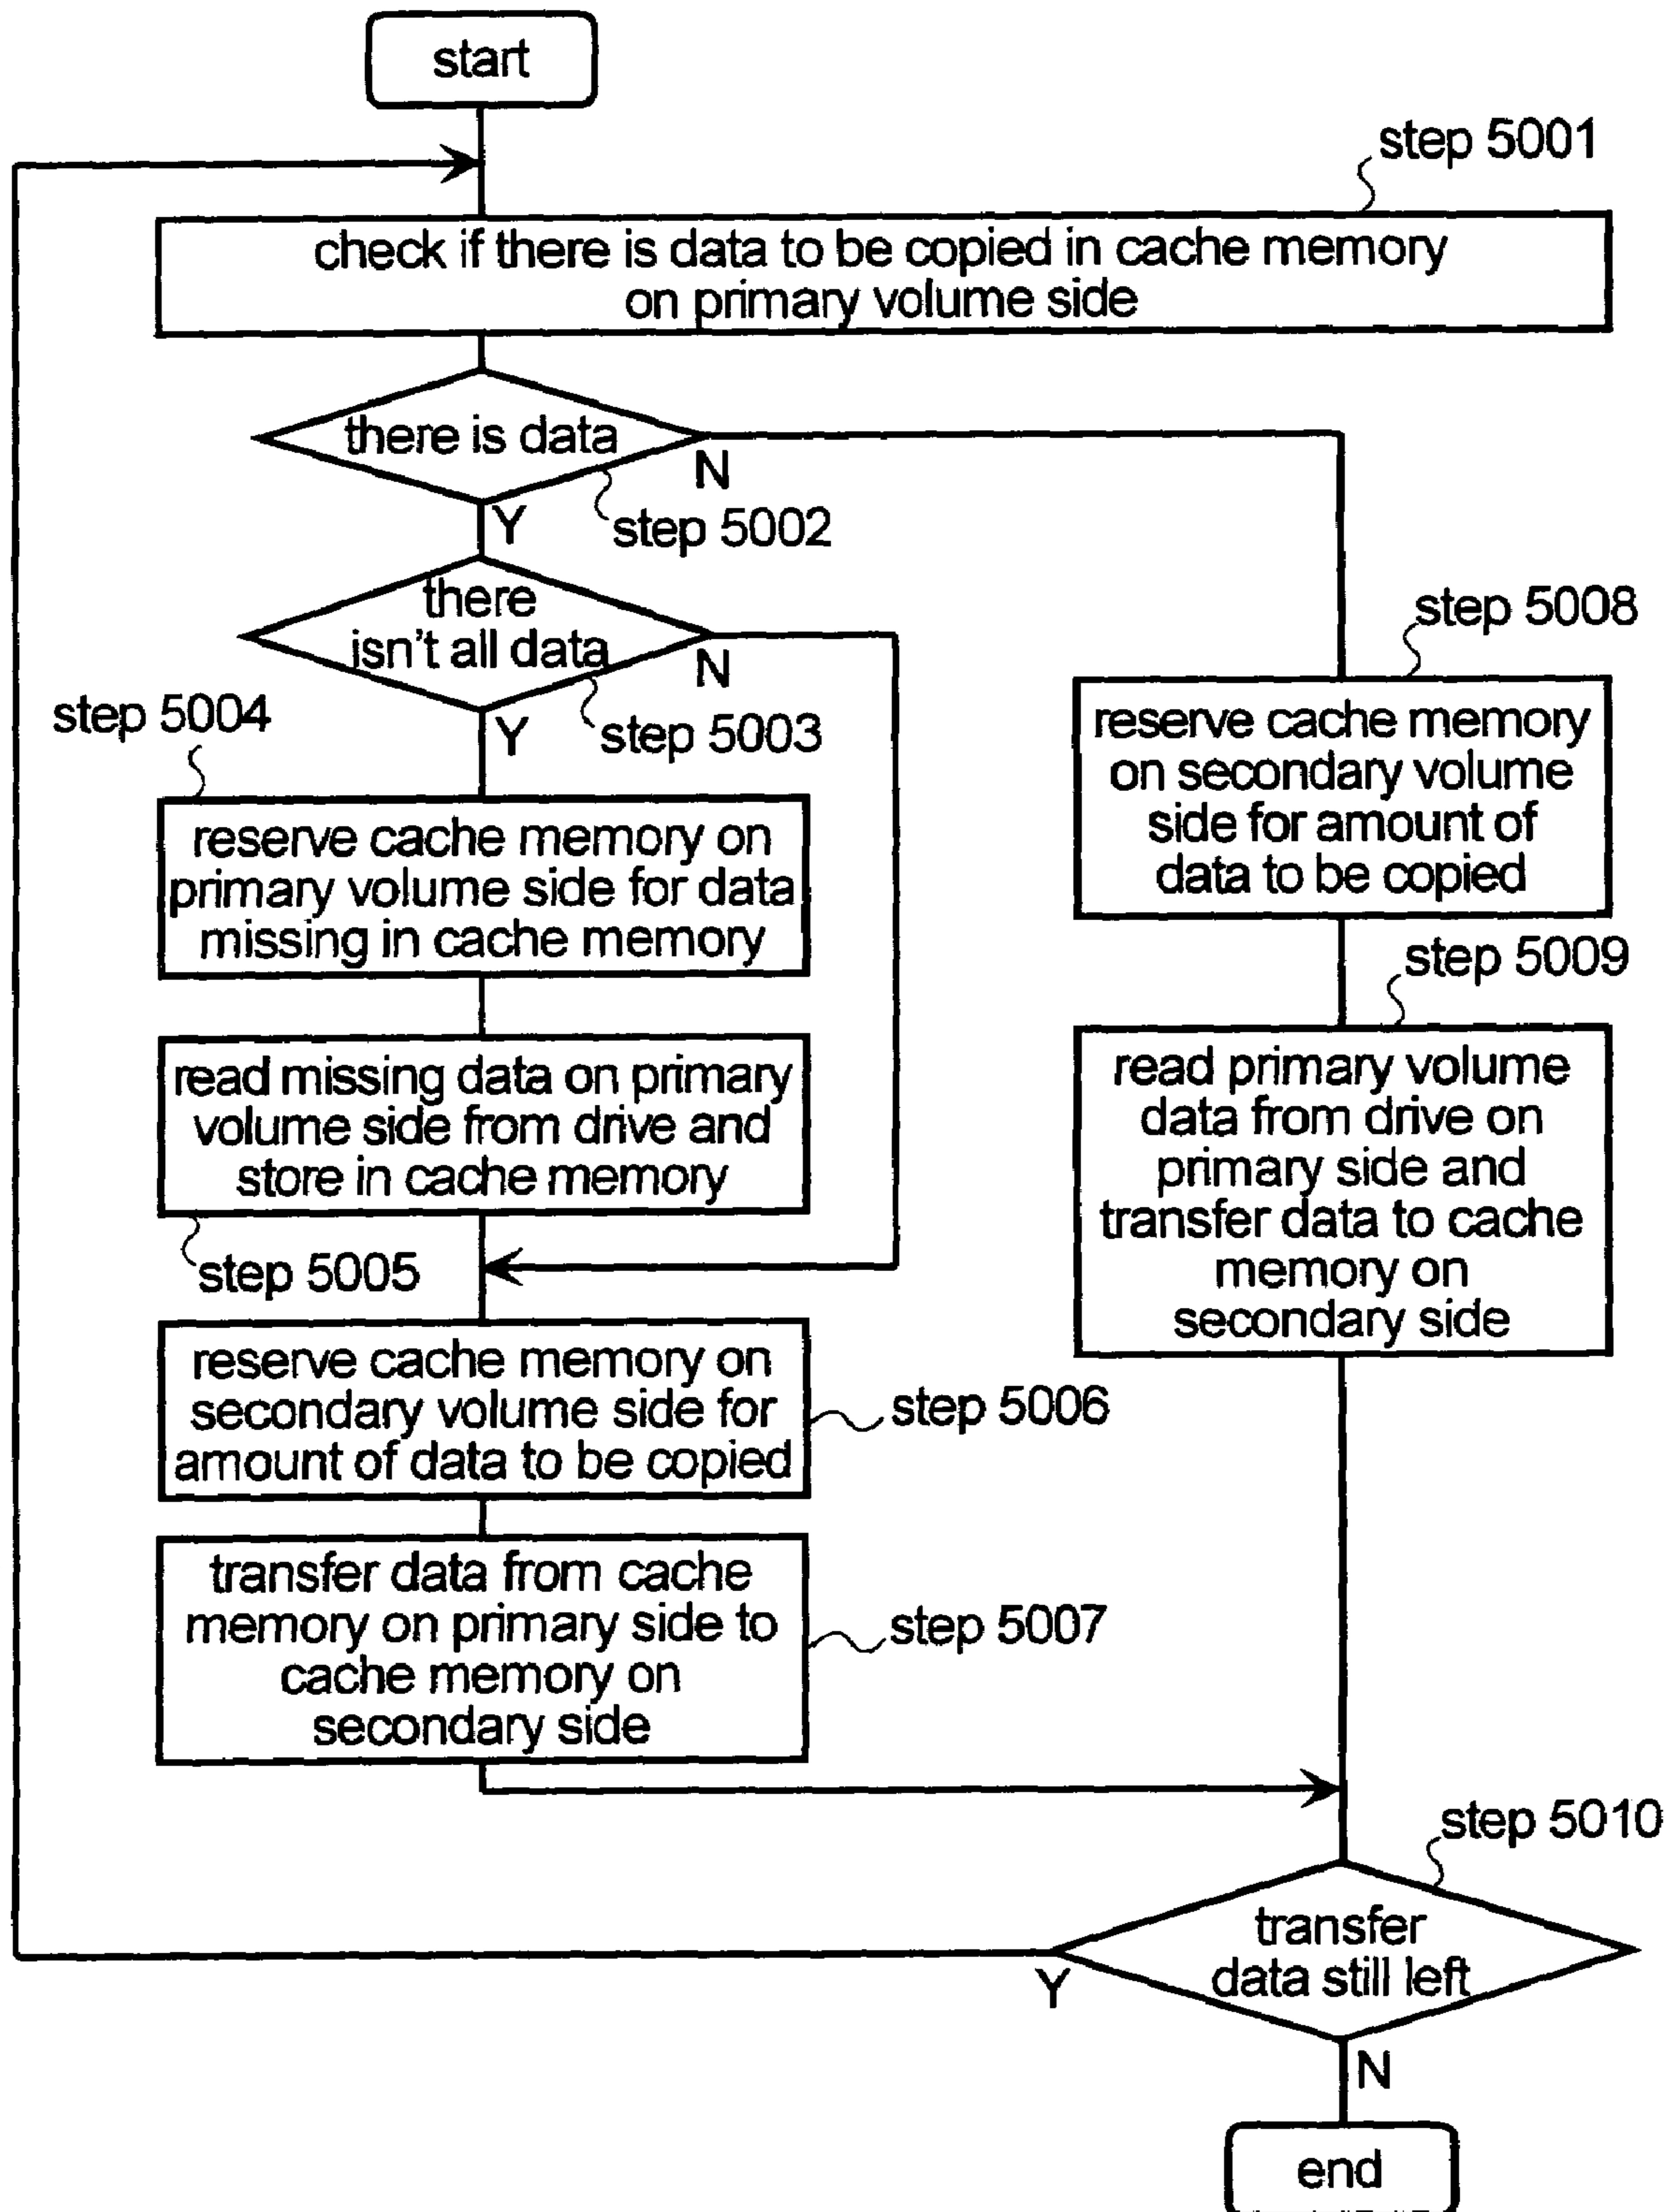 start
step 5001
check if there is data to be copied in cache memory
on primary volume side
there is data
N
Y
step 5002
there
isn't all data
N
Y
step 5003
step 5004
reserve cache memory on
primary volume side for data
missing in cache memory
read missing data on primary
volume side from drive and
store in cache memory
step 5005
reserve cache memory on
secondary volume side for
amount of data to be copied
step 5006
transfer data from cache
memory on primary side to
cache memory on
secondary side
step 5007
step 5008
reserve cache memory
on secondary volume
side for amount of
data to be copied
step 5009
read primary volume
data from drive on
primary side and
transfer data to cache
memory on
secondary side
step 5010
transfer
data still left
Y
N
end